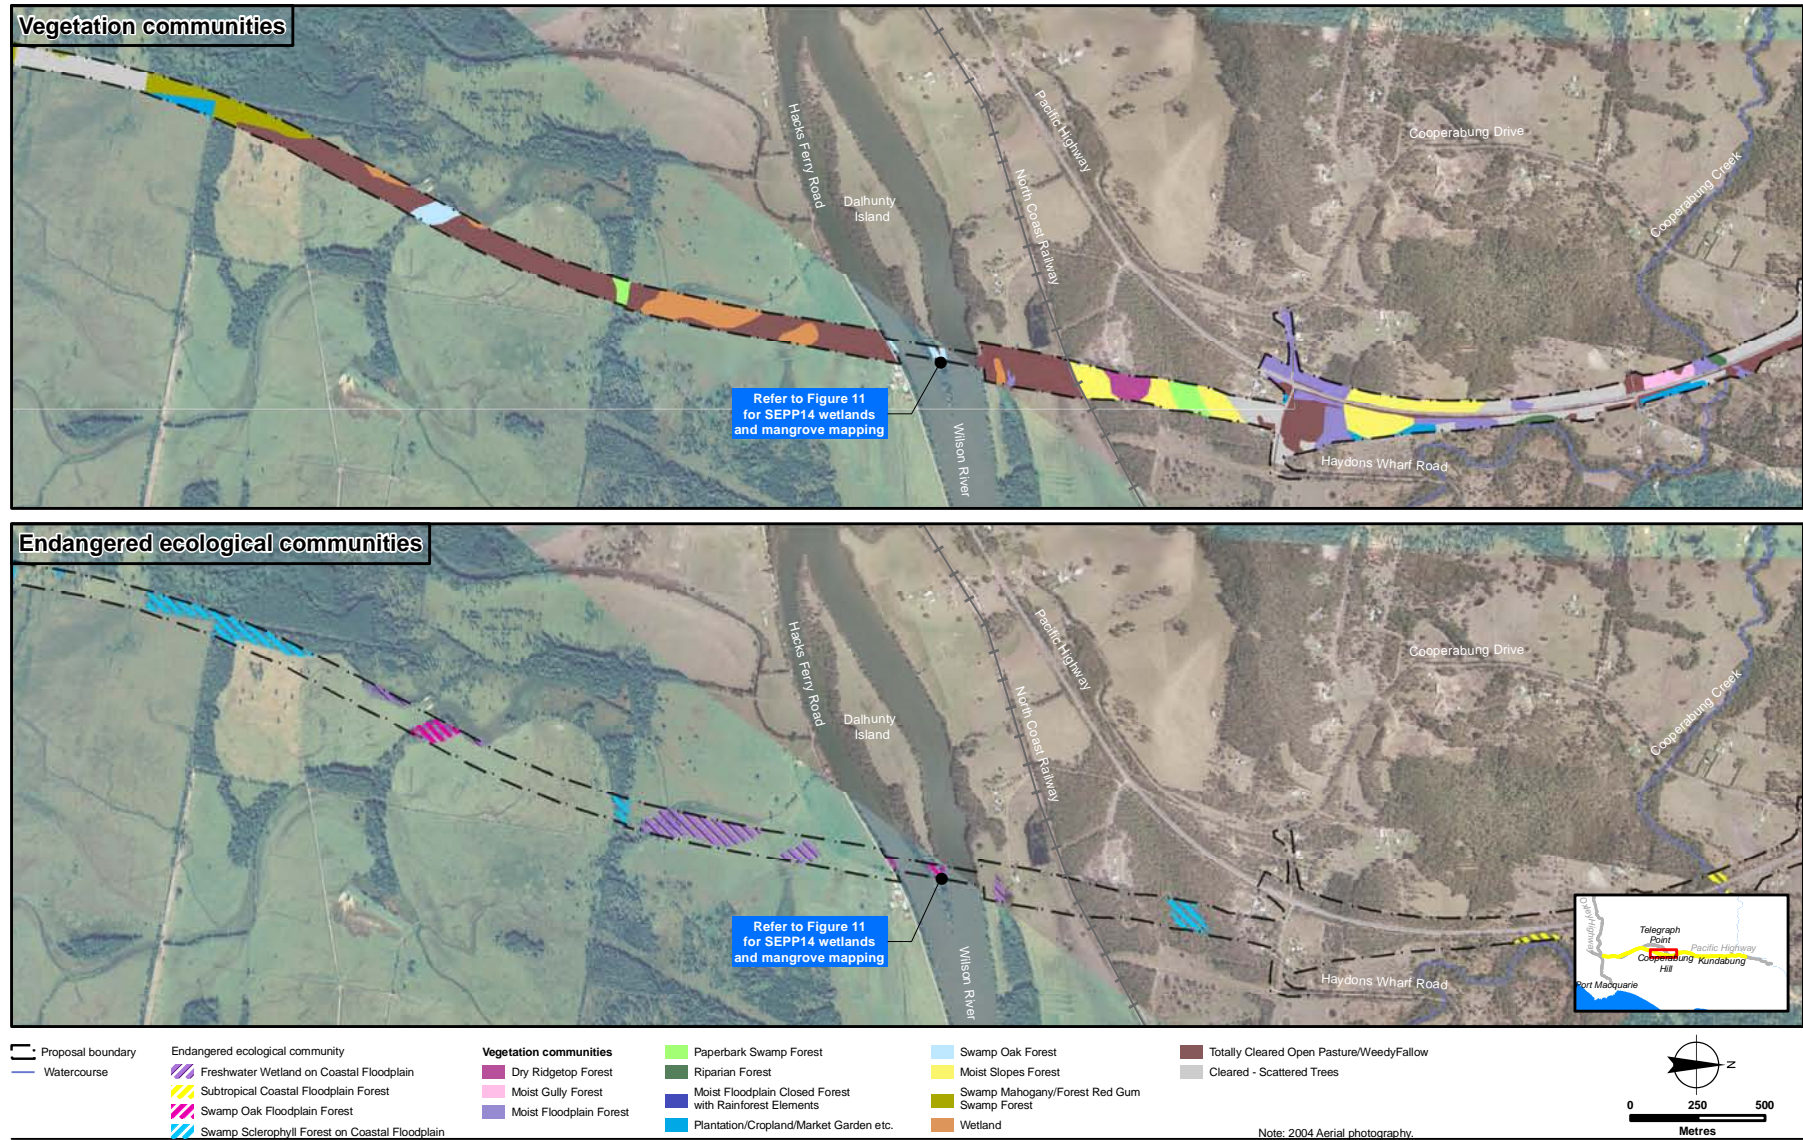 Vegetation communities
Hacks Ferry Road
Dalhunty
Island
Pacific Highway
North Coast Railway
Cooperabung Drive
Cooperabung Creek
Refer to Figure 11
for SEPP14 wetlands
and mangrove mapping
Wilson River
Haydons Wharf Road
Endangered ecological communities
Hacks Ferry Road
Dalhunty
Island
Pacific Highway
North Coast Railway
Cooperabung Drive
Cooperabung Creek
Refer to Figure 11
for SEPP14 wetlands
and mangrove mapping
Wilson River
Haydons Wharf Road
Oxley Highway
Telegraph
Point
Pacific Highway
Cooperabung
Hill
Kundabung
Port Macquarie
Proposal boundary
Watercourse
Endangered ecological community
Freshwater Wetland on Coastal Floodplain
Subtropical Coastal Floodplain Forest
Swamp Oak Floodplain Forest
Swamp Sclerophyll Forest on Coastal Floodplain
Vegetation communities
Dry Ridgetop Forest
Moist Gully Forest
Moist Floodplain Forest
Paperbark Swamp Forest
Riparian Forest
Moist Floodplain Closed Forest
with Rainforest Elements
Plantation/Cropland/Market Garden etc.
Swamp Oak Forest
Moist Slopes Forest
Swamp Mahogany/Forest Red Gum
Swamp Forest
Wetland
Totally Cleared Open Pasture/WeedyFallow
Cleared - Scattered Trees
N
0 250 500
Metres
Note: 2004 Aerial photography.